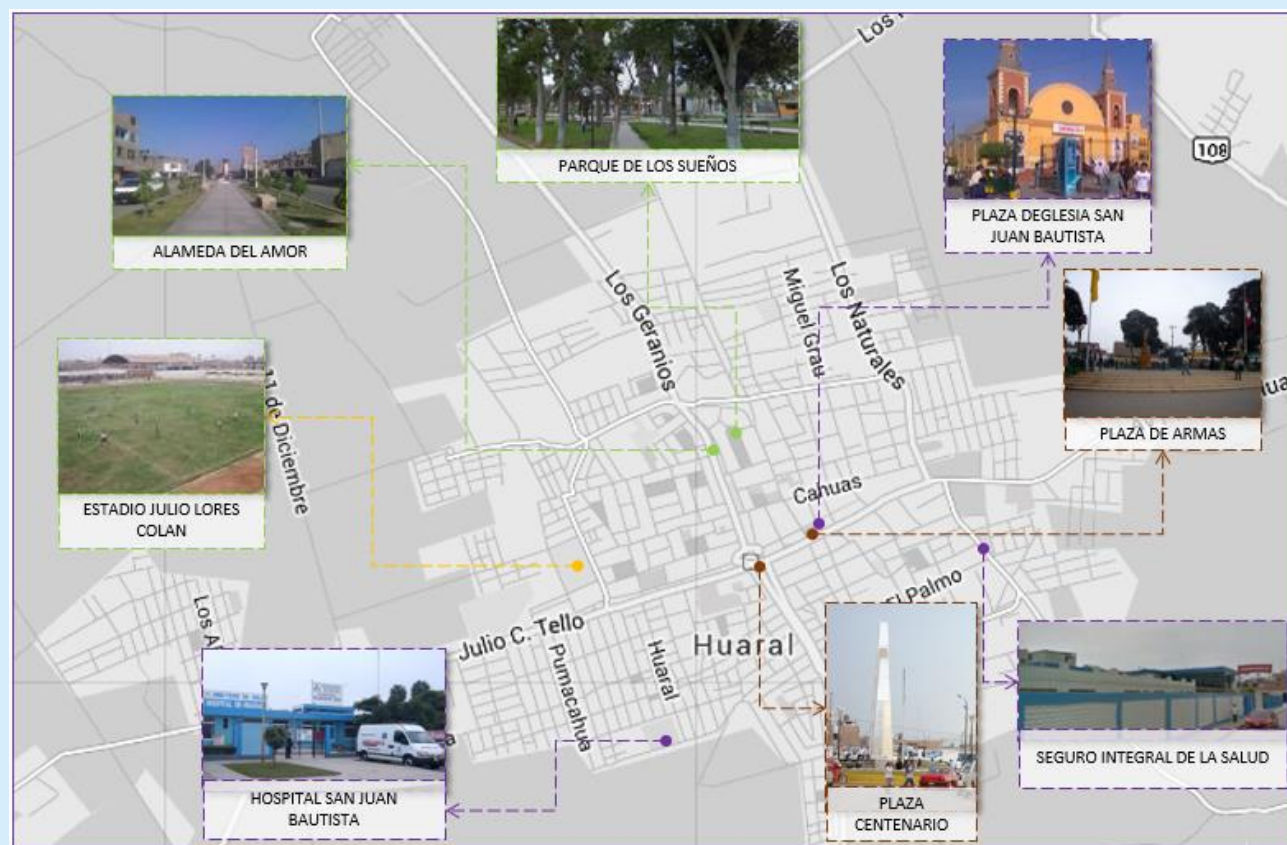 Los
108
PARQUE DE LOS SUEÑOS
PLAZA DEGLESIA SAN
JUAN BAUTISTA
ALAMEDA DEL AMOR
Los Geranios
Miguel Grau
Los Naturales
11 de Diciembre
PLAZA DE ARMAS
ESTADIO JULIO LORES
COLAN
Cahuas
El Palmo
Los
Julio C. Tello
Pumacahua
Huaral
Huaral
HOSPITAL SAN JUAN
BAUTISTA
PLAZA
CENTENARIO
SEGURO INTEGRAL DE LA SALUD